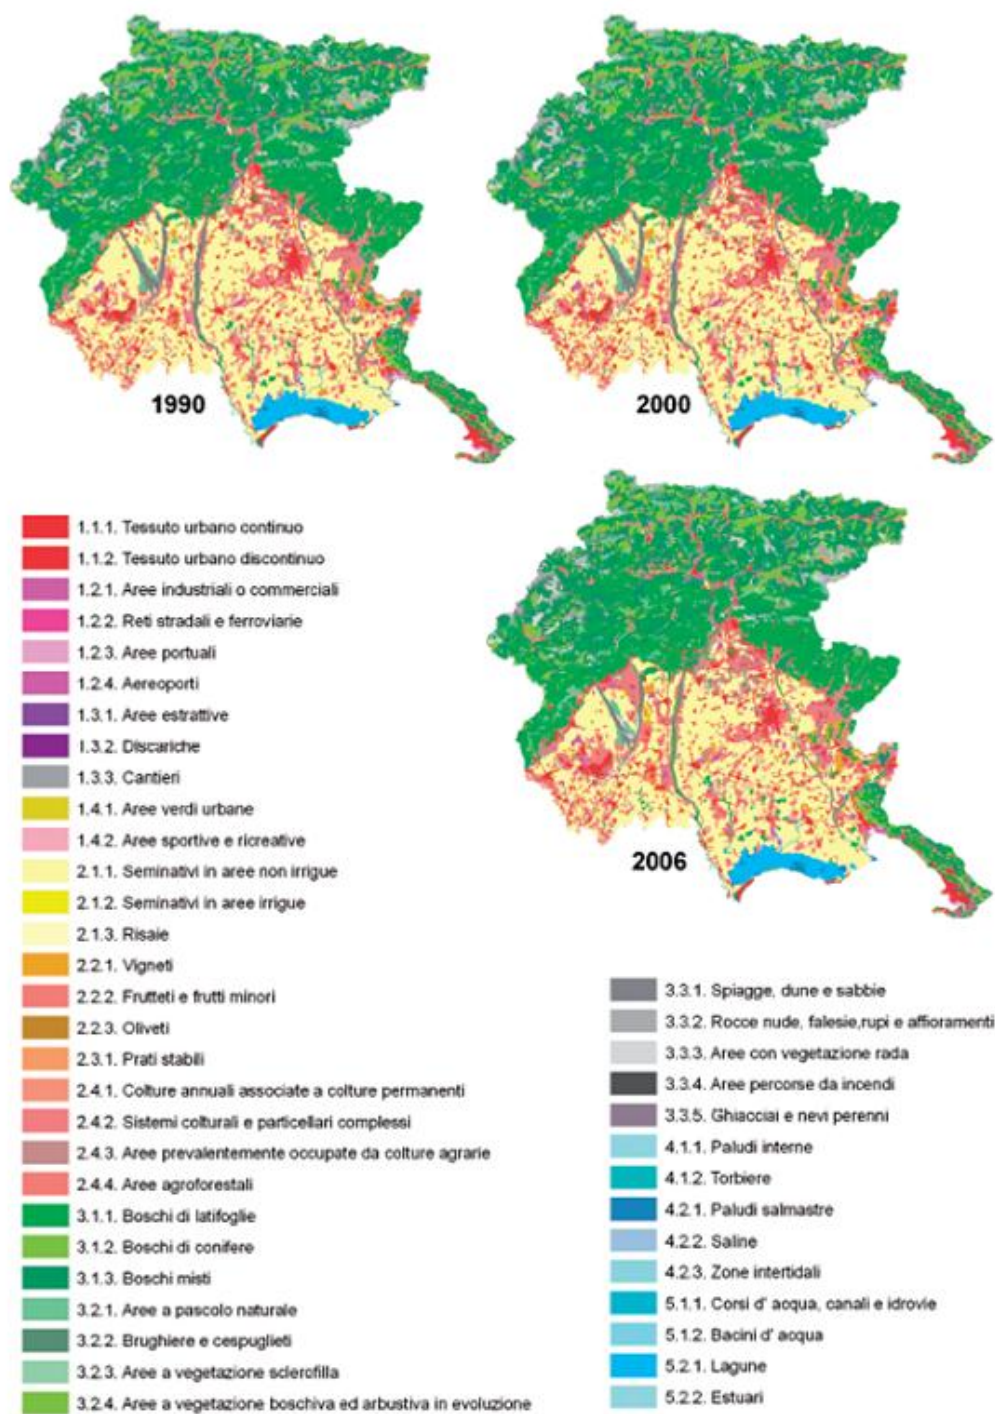 1990
2000
2006
1.1.1. Tessuto urbano continuo
1.1.2. Tessuto urbano discontinuo
1.2.1. Aree industriali o commerciali
1.2.2. Reti stradali e ferroviarie
1.2.3. Aree portuali
1.2.4. Aereoporti
1.3.1. Aree estrattive
1.3.2. Discariche
1.3.3. Cantieri
1.4.1. Aree verdi urbane
1.4.2. Aree sportive e ricreative
2.1.1. Seminativi in aree non irrigue
2.1.2. Seminativi in aree irrigue
2.1.3. Risaie
2.2.1. Vigneti
2.2.2. Frutteti e frutti minori
2.2.3. Oliveti
2.3.1. Prati stabili
2.4.1. Colture annuali associate a colture permanenti
2.4.2. Sistemi colturali e particellari complessi
2.4.3. Aree prevalentemente occupate da colture agrarie
2.4.4. Aree agroforestali
3.1.1. Boschi di latifoglie
3.1.2. Boschi di conifere
3.1.3. Boschi misti
3.2.1. Aree a pascolo naturale
3.2.2. Brughiere e cespuglieti
3.2.3. Aree a vegetazione sclerofilla
3.2.4. Aree a vegetazione boschiva ed arbustiva in evoluzione
3.3.1. Spiagge, dune e sabbie
3.3.2. Rocce nude, falesie,rupi e affioramenti
3.3.3. Aree con vegetazione rada
3.3.4. Aree percorse da incendi
3.3.5. Ghiacciai e nevi perenni
4.1.1. Paludi interne
4.1.2. Torbiere
4.2.1. Paludi salmastre
4.2.2. Saline
4.2.3. Zone intertidali
5.1.1. Corsi d' acqua, canali e idrovie
5.1.2. Bacini d' acqua
5.2.1. Lagune
5.2.2. Estuari